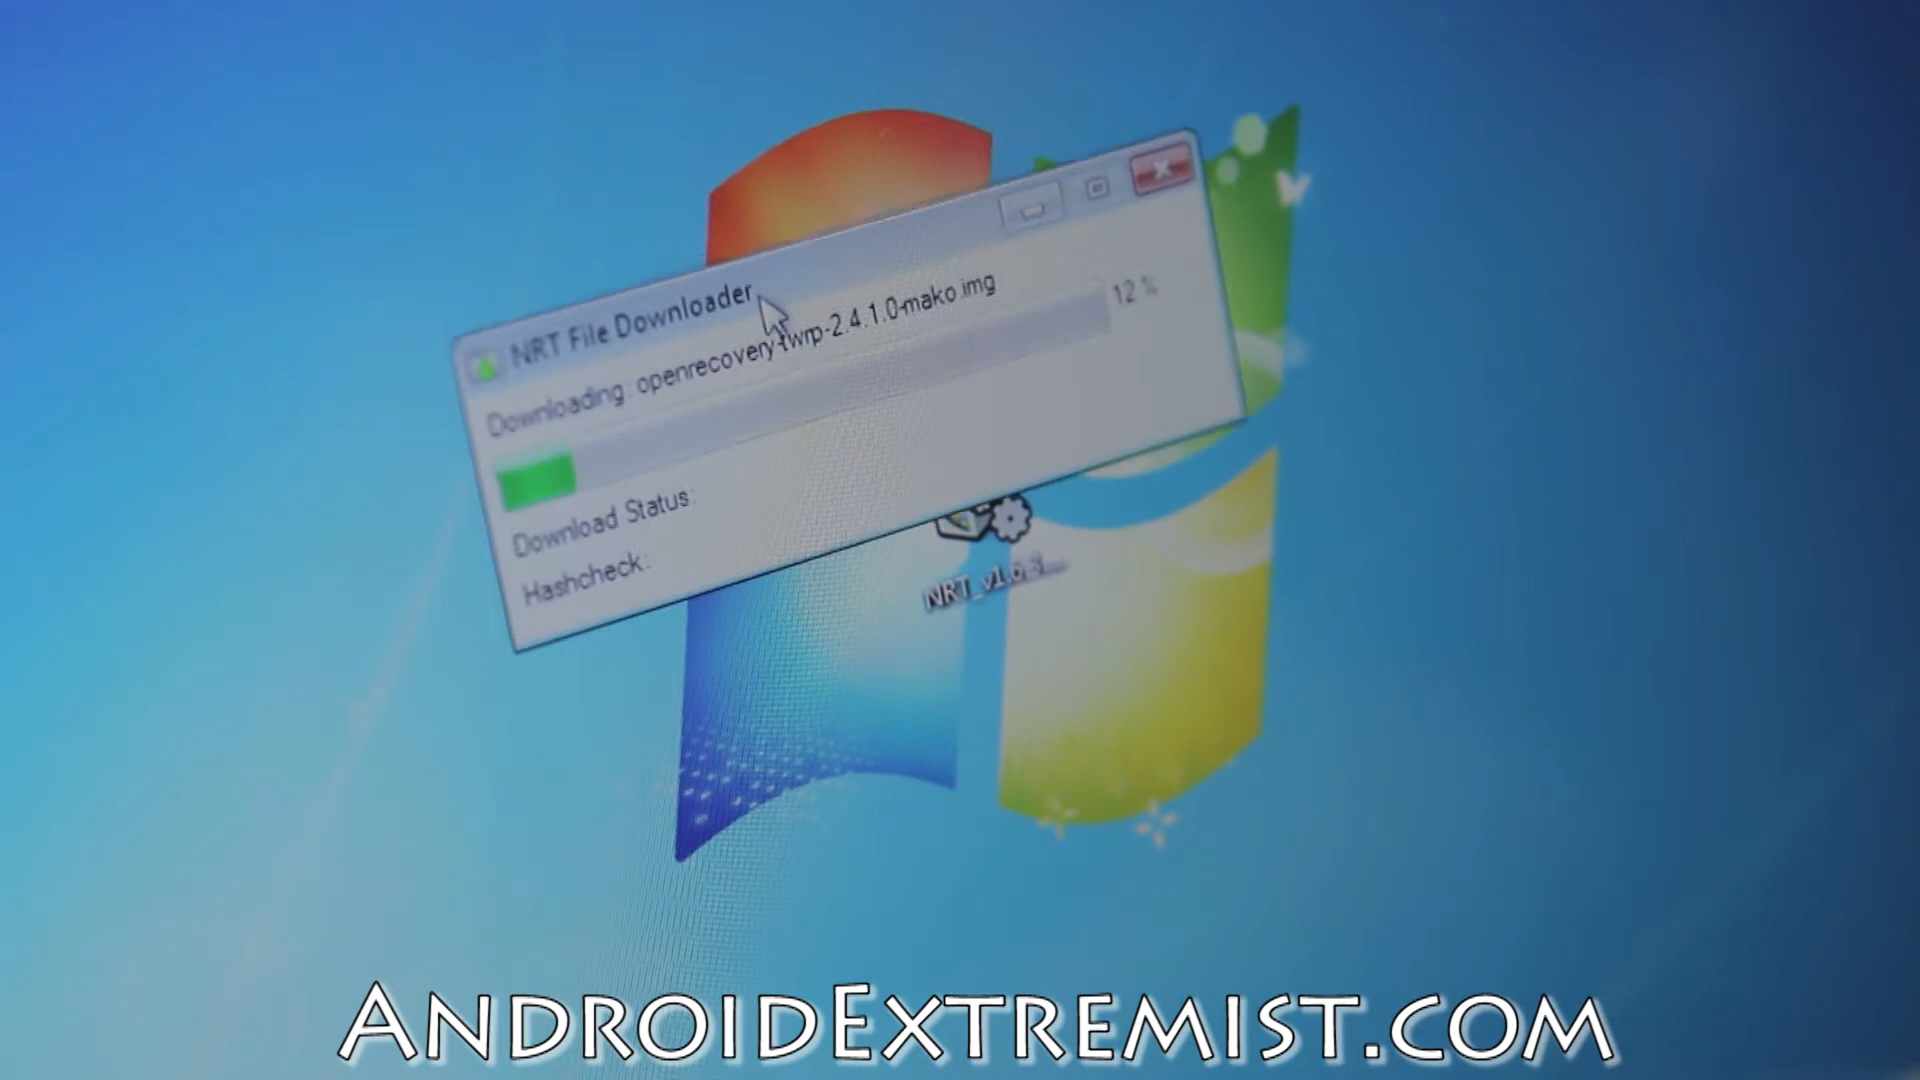 NRT File Downloader
Downloading: openrecovery-twrp-2.4.1.0-mako.img
12 %
Download Status:
Hashcheck:
AndroidExtremist.com